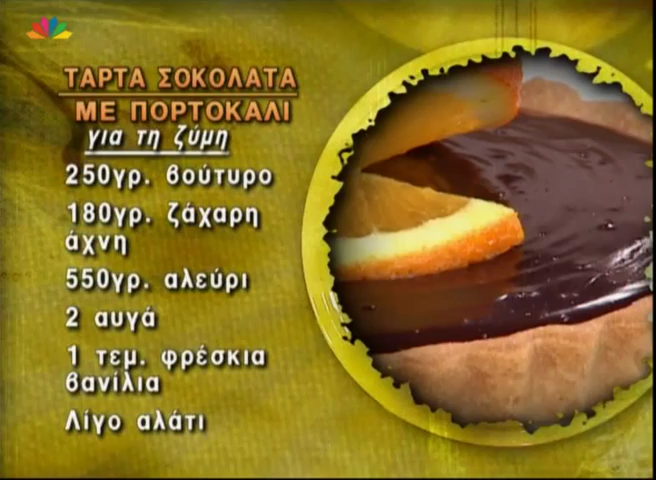 ΤΑΡΤΑ ΣΟΚΟΛΑΤΑ
ΜΕ ΠΟΡΤΟΚΑΛΙ
για τη ζύμη
250γρ. βούτυρο
180γρ. ζάχαρη
άχνη
550γρ. αλεύρι
2 αυγά
1 τεμ. φρέσκια
βανίλια
Λίγο αλάτι